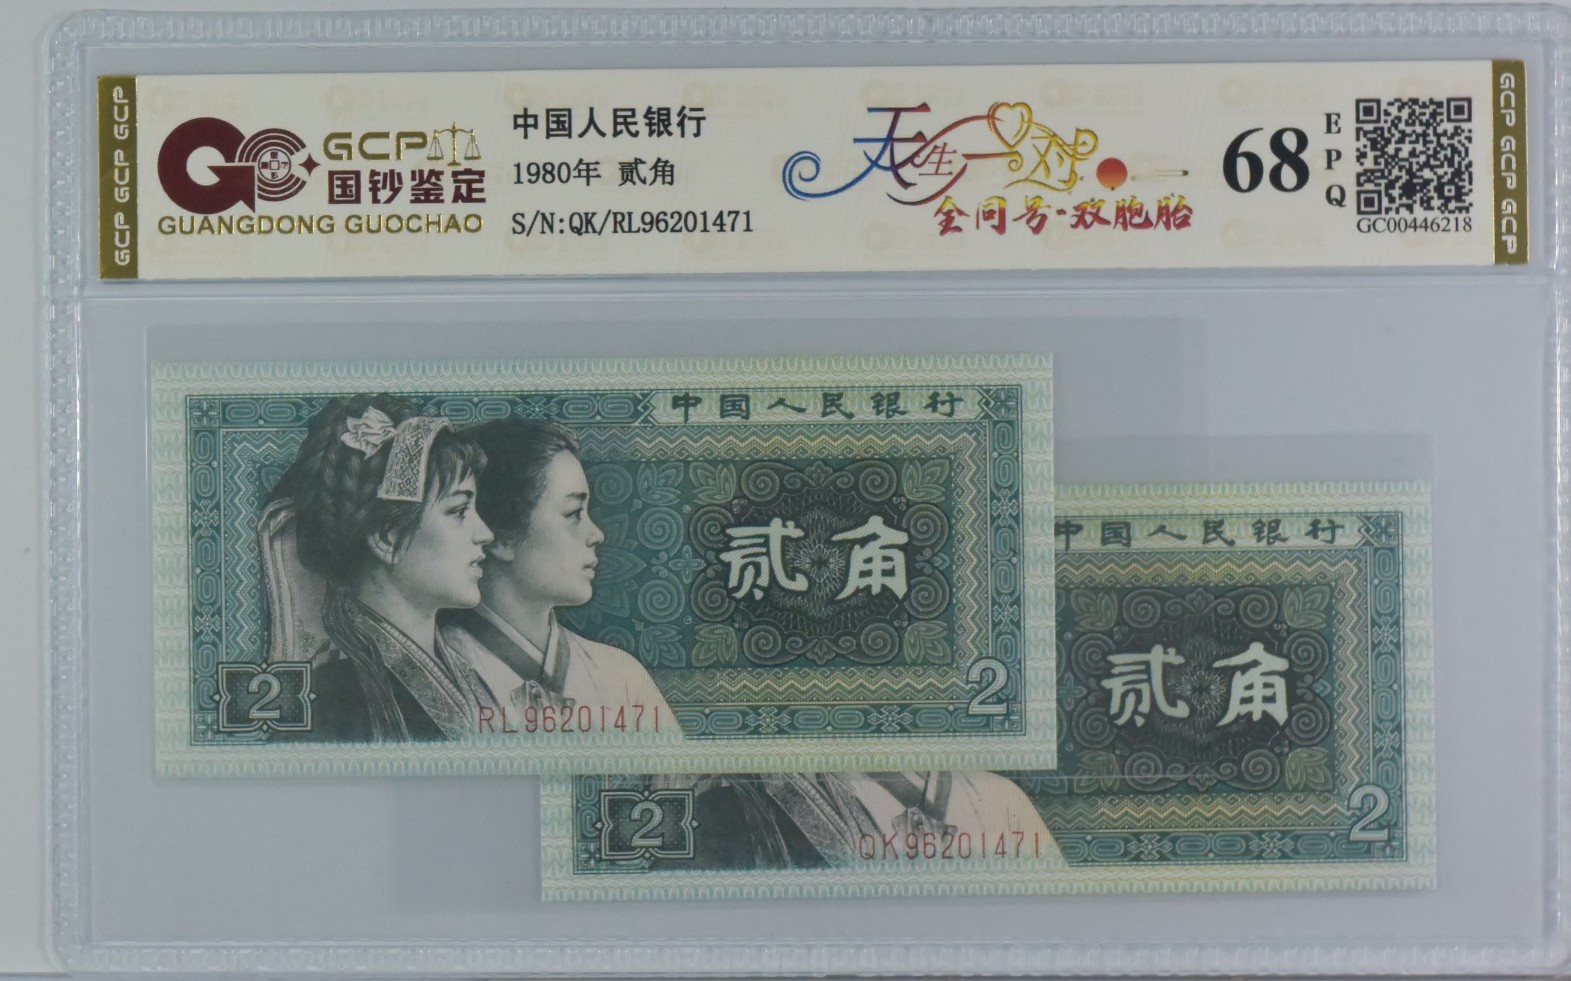 GCP GCP GCP
GCP
国钞鉴定
GUANGDONG GUOCHAO
中国人民银行
1980年 贰角
S/N:QK/RL96201471
天生一对
全同号·双胞胎
68
EPQ
GC00446218
GCP GCP GCP
中国人民银行
贰角
2
2
RL 96201471
中国人民银行
贰角
2
2
QK96201471